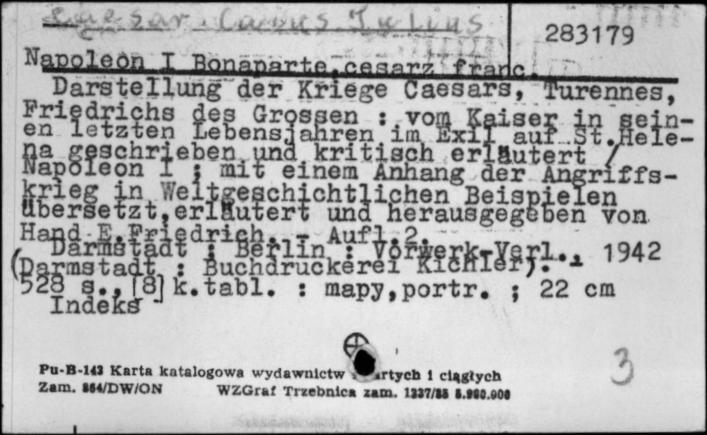 Caesar Caius Julius
283179
Napoleon I Bonaparte,cesarz franc.
Darstellung der Kriege Caesars, Turennes,
Friedrichs des Grossen : vom Kaiser in sein-
en letzten Lebensjahren im Exil auf St.Hele-
na geschrieben und kritisch erläutert /
Napoleon I ; mit einem Anhang der Angriffs-
krieg in Weltgeschichtlichen Beispielen
übersetzt,erläutert und herausgegeben von
Hand E.Friedrich. - Aufl.2.
Darmstadt : Berlin : Vorwerk-Verl., 1942
(Darmstadt : Buchdruckerei Kichler). -
528 s., [8] k.tabl. : mapy,portr. ; 22 cm
Indeks
3
Pu-B-143 Karta katalogowa wydawnictw artych i ciągłych
Zam. 864/DW/ON WZGraf Trzebnica zam. 1337/85 5.990.000